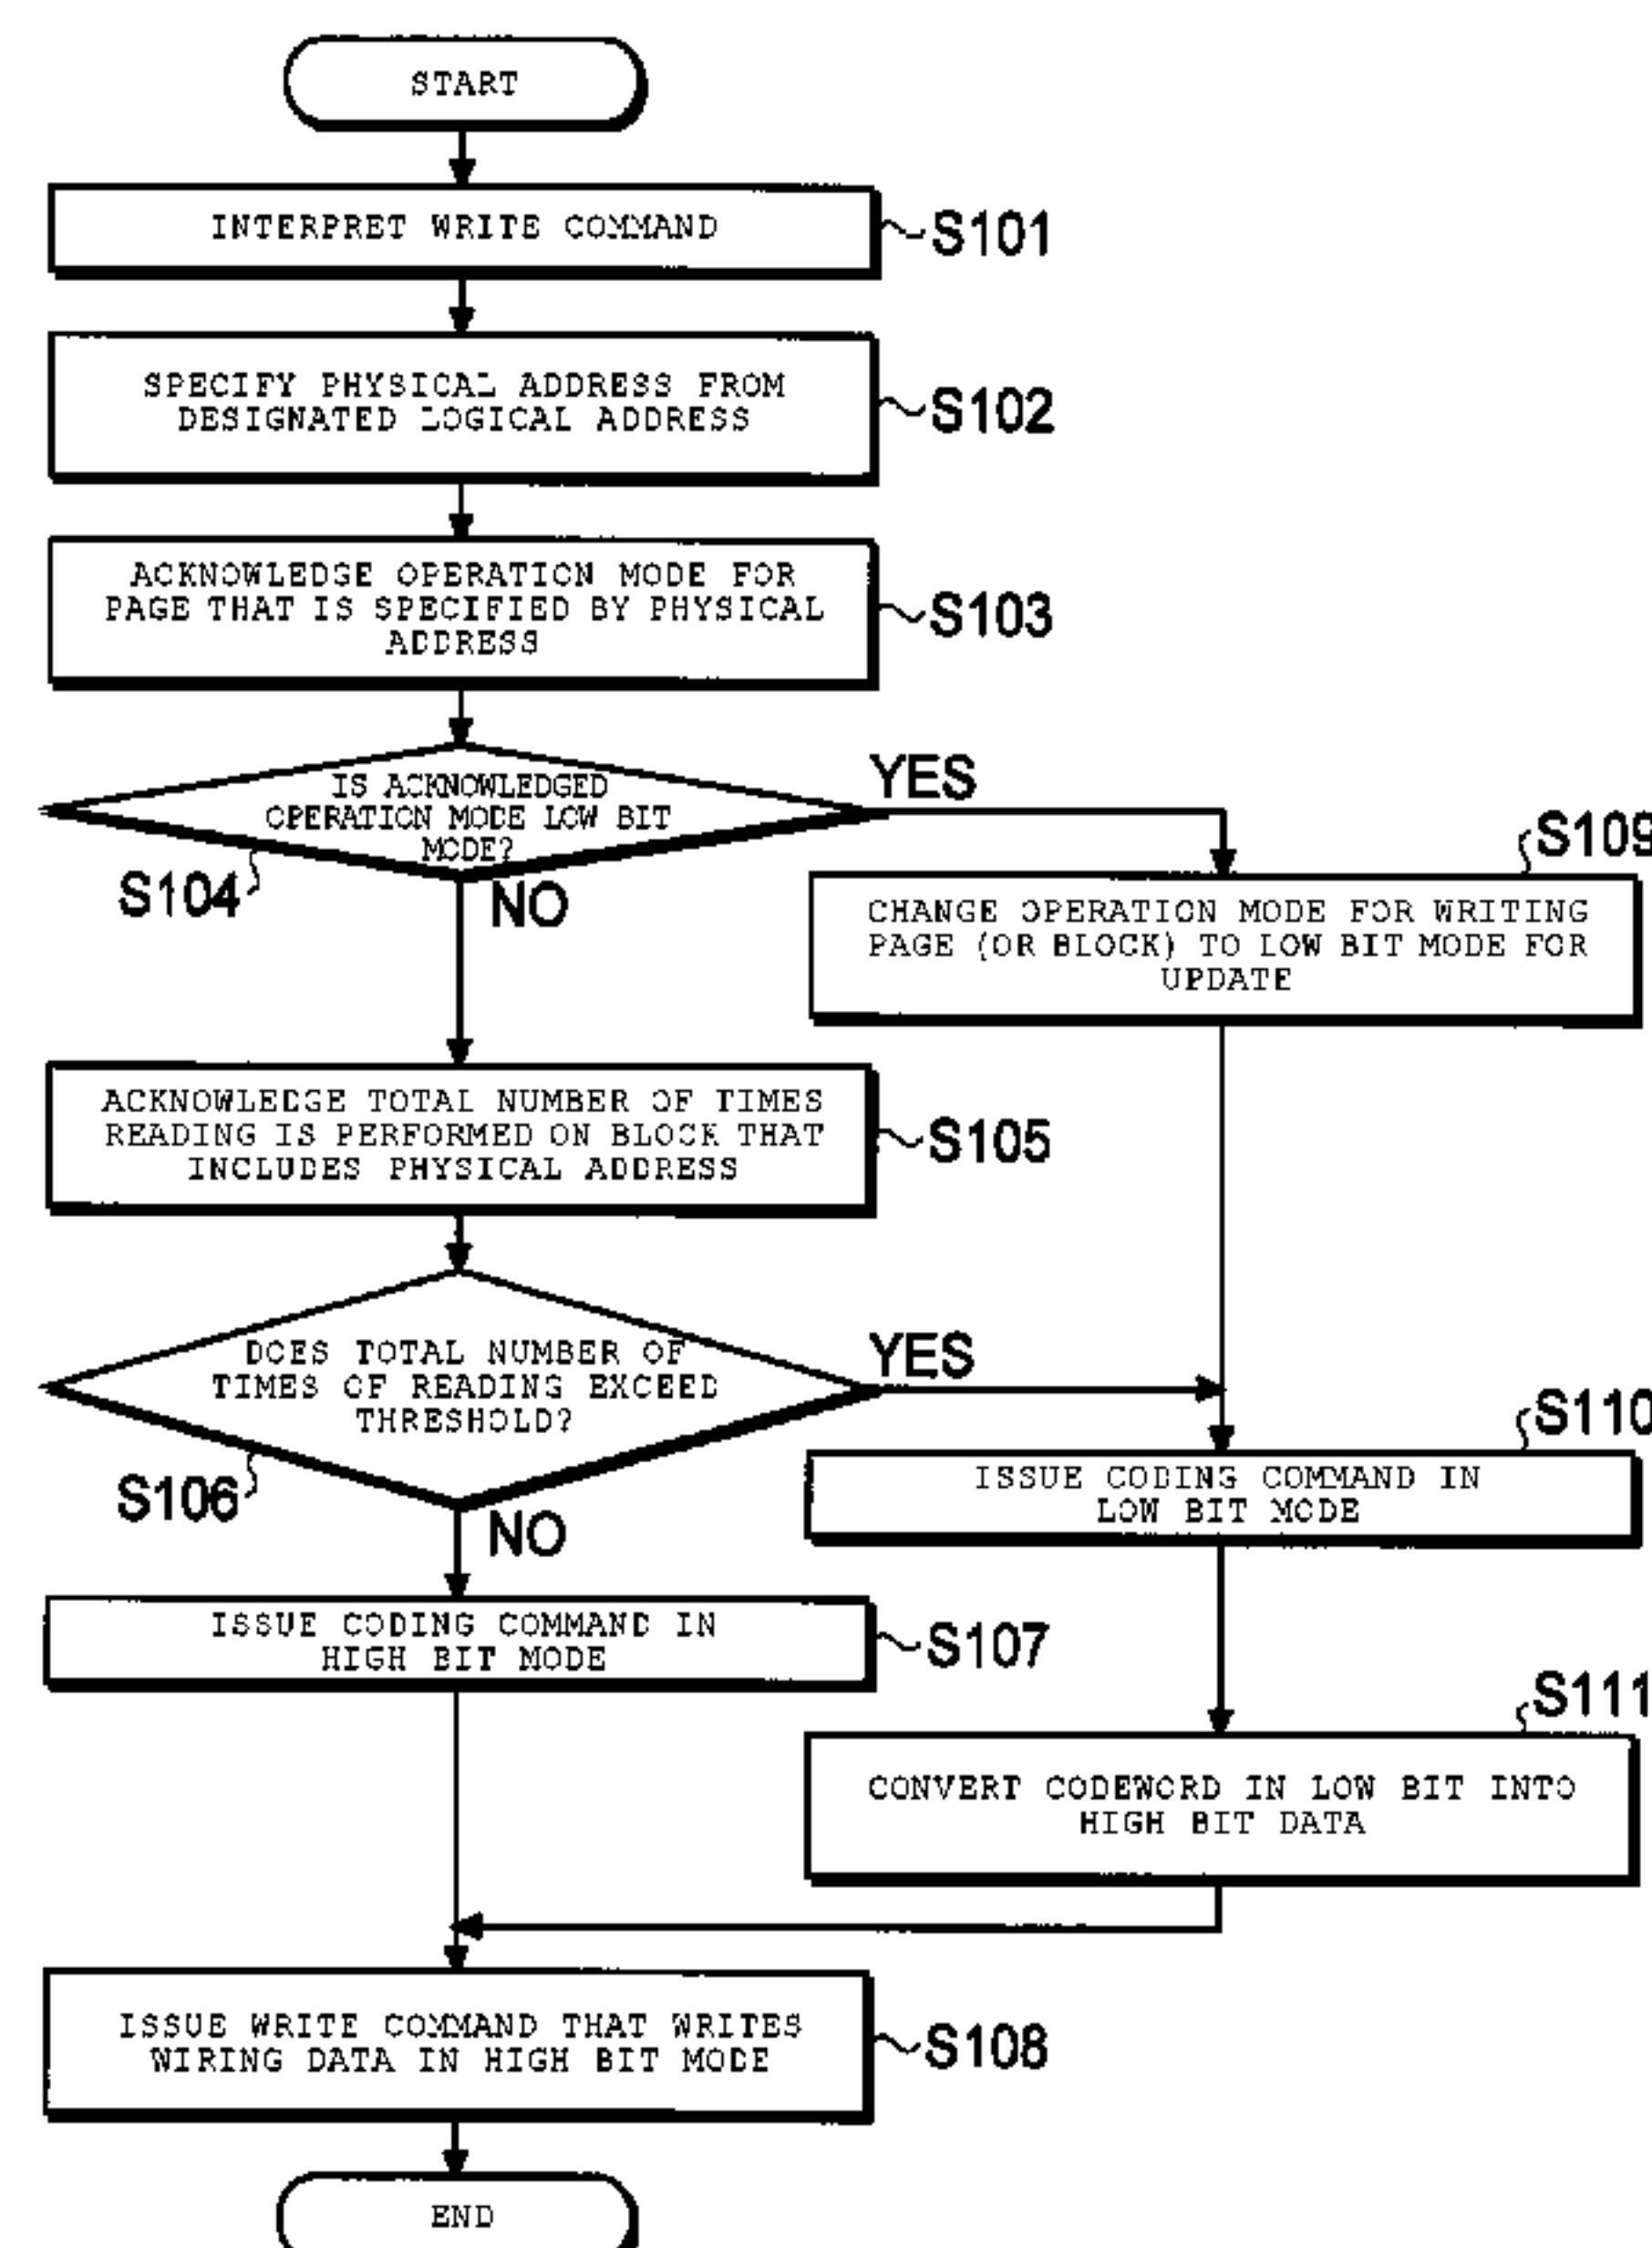 START
INTERPRET WRITE COMMAND
S101
SPECIFY PHYSICAL ADDRESS FROM
DESIGNATED LOGICAL ADDRESS
S102
ACKNOWLEDGE OPERATION MODE FOR
PAGE THAT IS SPECIFIED BY PHYSICAL
ADDRESS
S103
IS ACKNOWLEDGED
OPERATION MODE LOW BIT
MODE?
YES
S104
NO
S109
CHANGE OPERATION MODE FOR WRITING
PAGE (OR BLOCK) TO LOW BIT MODE FOR
UPDATE
ACKNOWLEDGE TOTAL NUMBER OF TIMES
READING IS PERFORMED ON BLOCK THAT
INCLUDES PHYSICAL ADDRESS
S105
DOES TOTAL NUMBER OF
TIMES OF READING EXCEED
THRESHOLD?
YES
S106
NO
S110
ISSUE CODING COMMAND IN
LOW BIT MODE
ISSUE CODING COMMAND IN
HIGH BIT MODE
S107
S111
CONVERT CODEWORD IN LOW BIT INTO
HIGH BIT DATA
ISSUE WRITE COMMAND THAT WRITES
WIRING DATA IN HIGH BIT MODE
S108
END